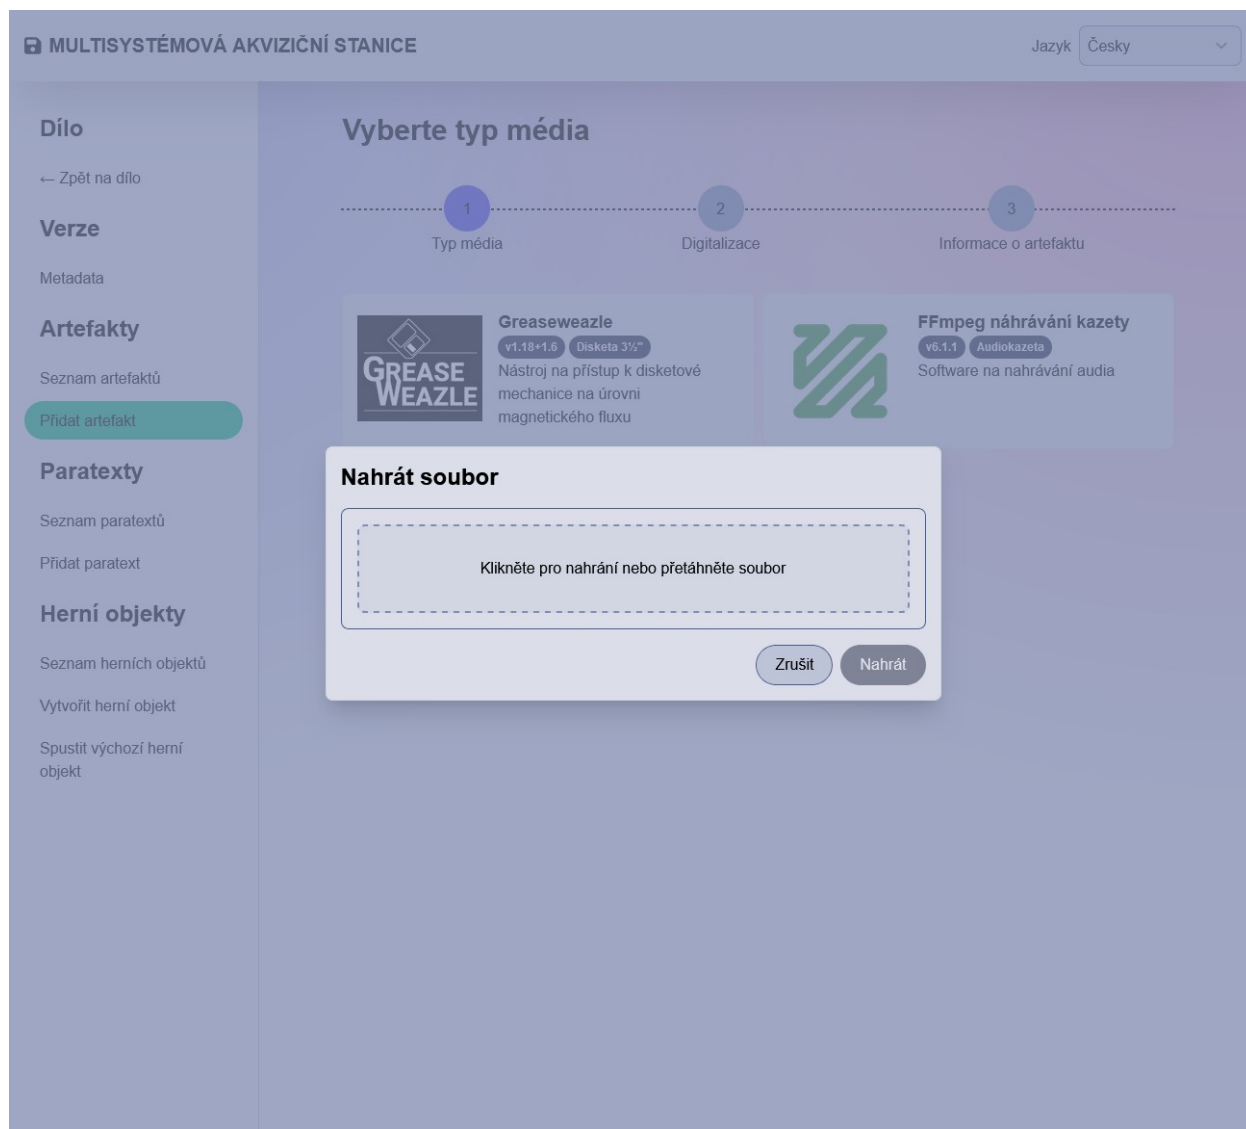 MULTISYSTÉMOVÁ AKVIZIČNÍ STANICE
Jazyk
Česky
Dílo
← Zpět na dílo
Verze
Metadata
Artefakty
Seznam artefaktů
Přidat artefakt
Paratexty
Seznam paratextů
Přidat paratext
Herní objekty
Seznam herních objektů
Vytvořit herní objekt
Spustit výchozí herní
objekt
Vyberte typ média
1
Typ média
2
Digitalizace
3
Informace o artefaktu
GREASE
WEAZLE
Greaseweazle
v1.18+1.6 Disketa 3½"
Nástroj na přístup k disketové
mechanice na úrovni
magnetického fluxu
FFmpeg náhrávání kazety
v6.1.1 Audiokazeta
Software na nahrávání audia
Nahrát soubor
Klikněte pro nahrání nebo přetáhněte soubor
Zrušit
Nahrát